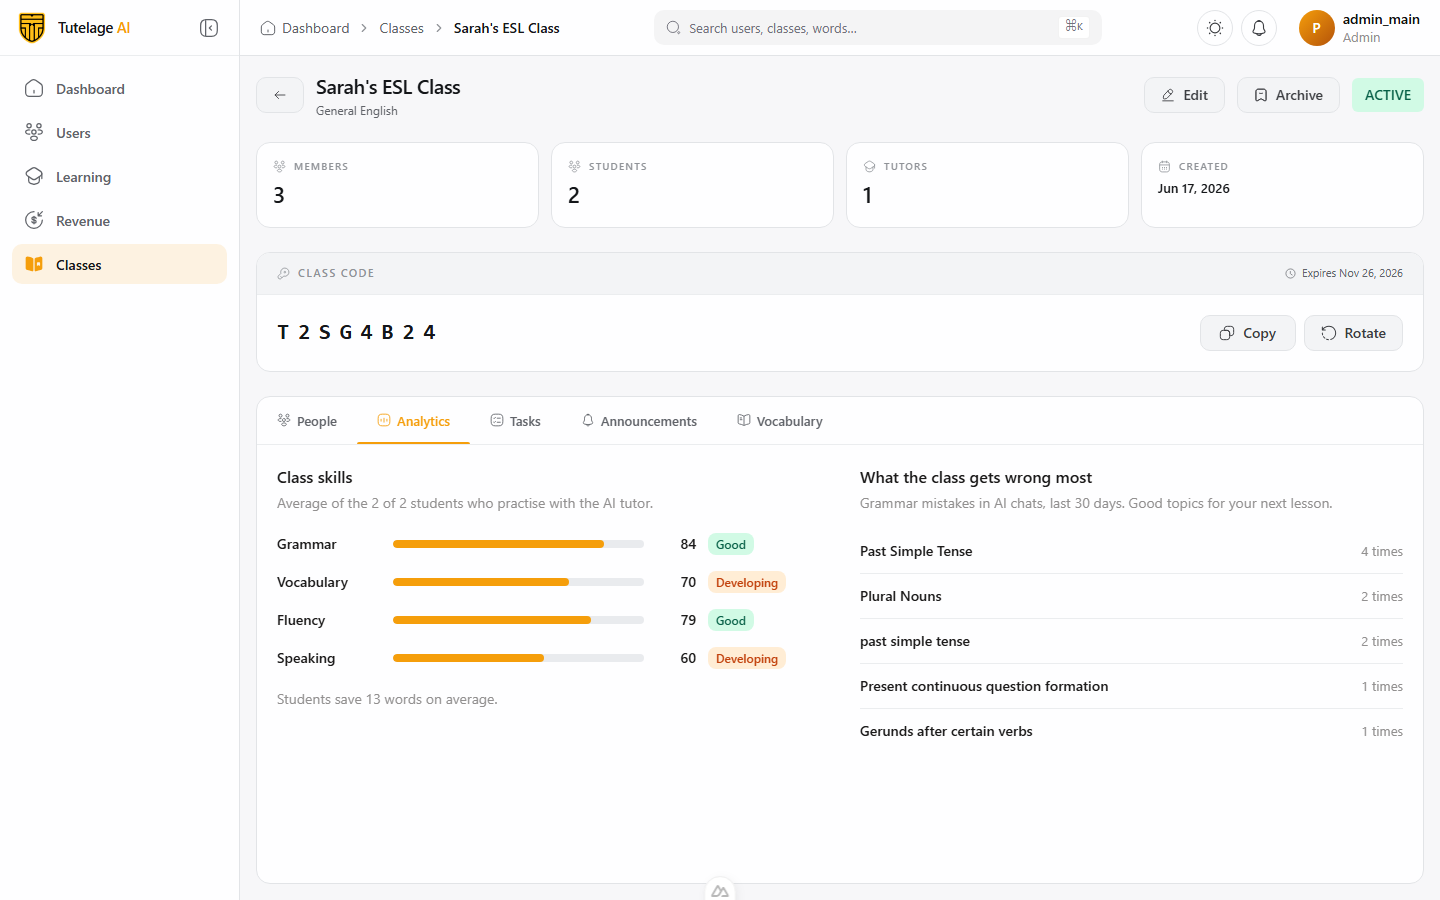 Tutelage AI
Dashboard
Users
Learning
Revenue
Classes
Dashboard > Classes > Sarah's ESL Class
Search users, classes, words...
⌘K
P
admin_main
Admin
Sarah's ESL Class
General English
Edit
Archive
ACTIVE
MEMBERS
3
STUDENTS
2
TUTORS
1
CREATED
Jun 17, 2026
CLASS CODE
Expires Nov 26, 2026
T2SG4B24
Copy
Rotate
People
Analytics
Tasks
Announcements
Vocabulary
Class skills
Average of the 2 of 2 students who practise with the AI tutor.
Grammar 84 Good
Vocabulary 70 Developing
Fluency 79 Good
Speaking 60 Developing
Students save 13 words on average.
What the class gets wrong most
Grammar mistakes in AI chats, last 30 days. Good topics for your next lesson.
Past Simple Tense 4 times
Plural Nouns 2 times
past simple tense 2 times
Present continuous question formation 1 times
Gerunds after certain verbs 1 times